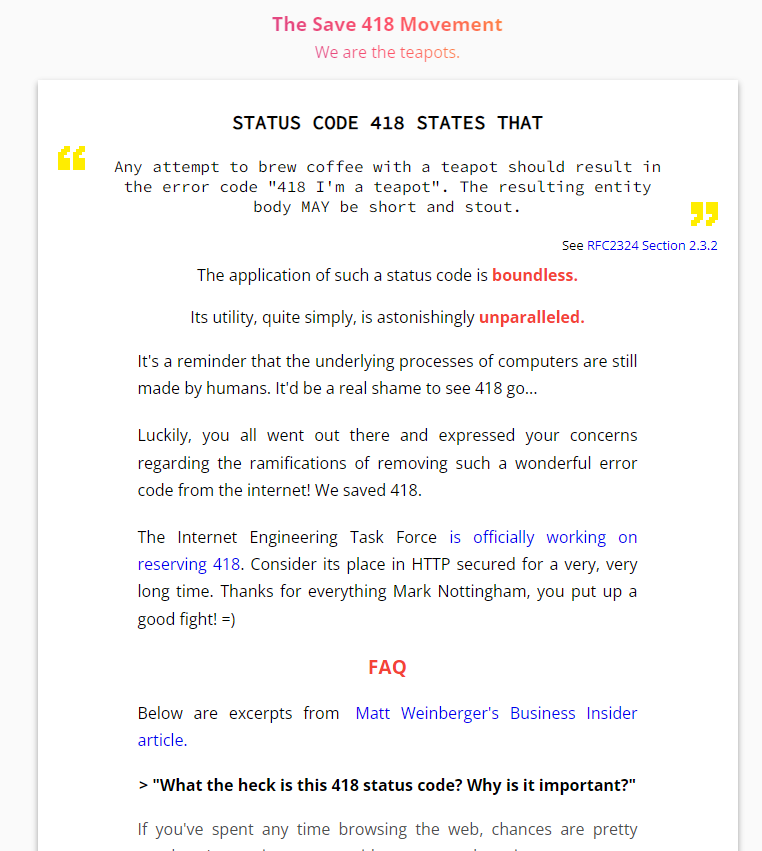 The Save 418 Movement
We are the teapots.
STATUS CODE 418 STATES THAT
Any attempt to brew coffee with a teapot should result in
the error code "418 I'm a teapot". The resulting entity
body MAY be short and stout.
See RFC2324 Section 2.3.2
The application of such a status code is boundless.
Its utility, quite simply, is astonishingly unparalleled.
It's a reminder that the underlying processes of computers are still
made by humans. It'd be a real shame to see 418 go...
Luckily, you all went out there and expressed your concerns
regarding the ramifications of removing such a wonderful error
code from the internet! We saved 418.
The Internet Engineering Task Force is officially working on
reserving 418. Consider its place in HTTP secured for a very, very
long time. Thanks for everything Mark Nottingham, you put up a
good fight! =)
FAQ
Below are excerpts from Matt Weinberger's Business Insider
article.
> "What the heck is this 418 status code? Why is it important?"
If you've spent any time browsing the web, chances are pretty